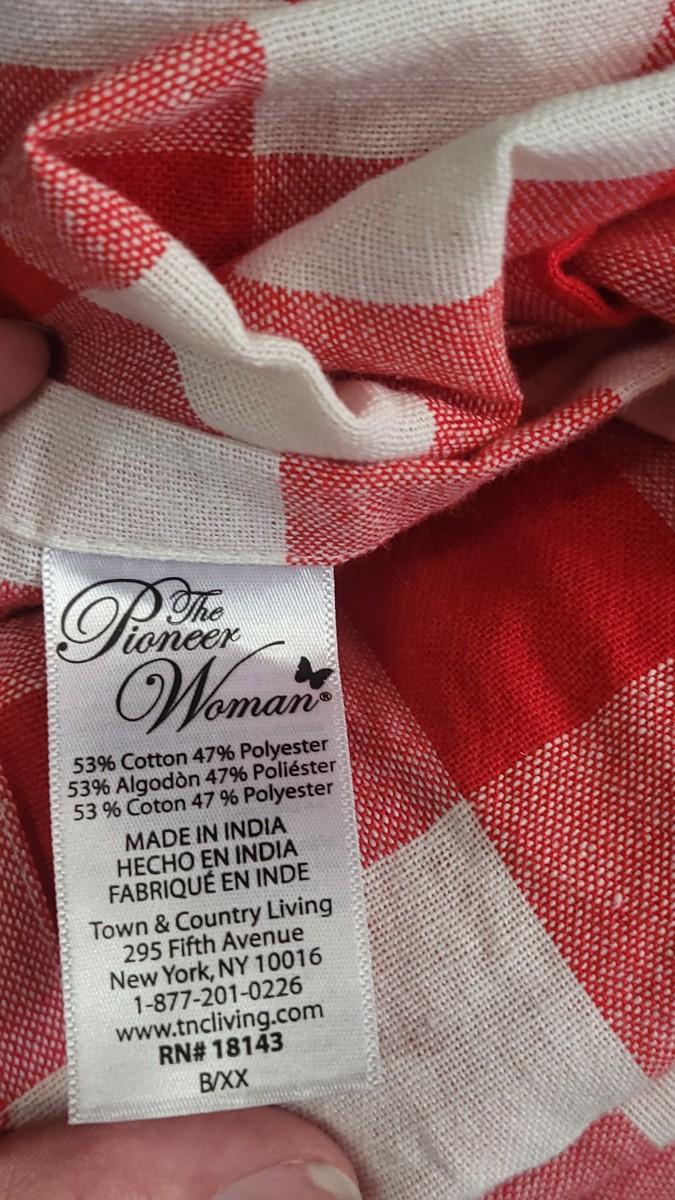 The
Pioneer
Woman®
53% Cotton 47% Polyester
53% Algodòn 47% Poliéster
53 % Coton 47 % Polyester
MADE IN INDIA
HECHO EN INDIA
FABRIQUÉ EN INDE
Town & Country Living
295 Fifth Avenue
New York, NY 10016
1-877-201-0226
www.tncliving.com
RN# 18143
B/XX